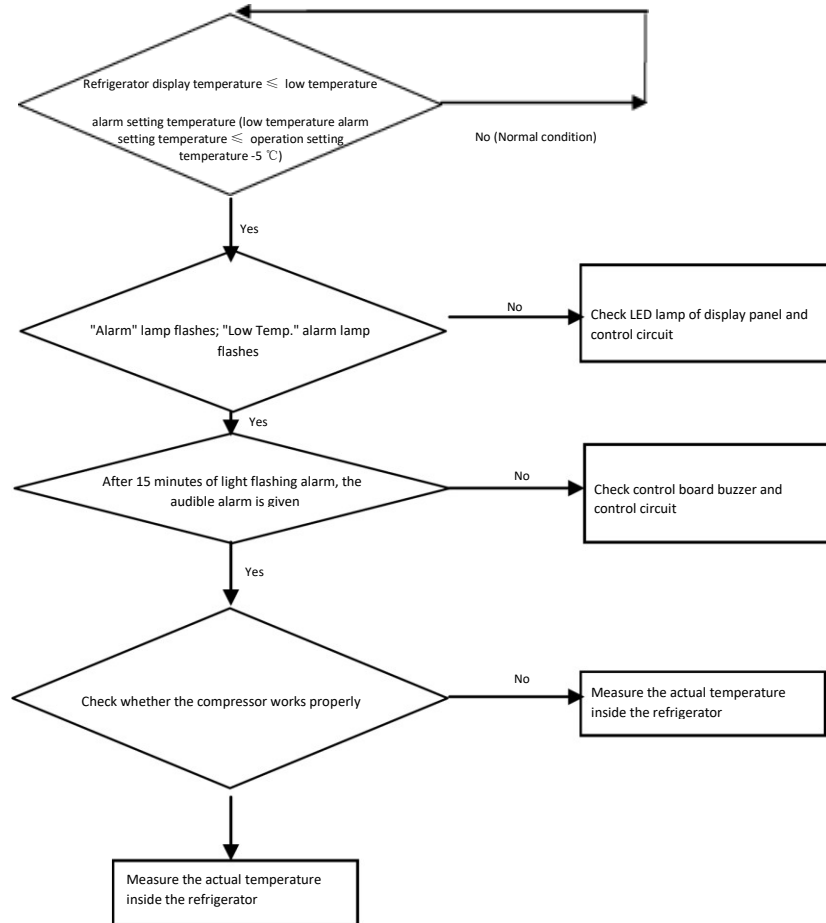 Refrigerator display temperature ≤ low temperature
alarm setting temperature (low temperature alarm
setting temperature ≤ operation setting
temperature -5 ℃)
No (Normal condition)
Yes
"Alarm" lamp flashes; "Low Temp." alarm lamp
flashes
No
Check LED lamp of display panel and
control circuit
Yes
After 15 minutes of light flashing alarm, the
audible alarm is given
No
Check control board buzzer and
control circuit
Yes
Check whether the compressor works properly
No
Measure the actual temperature
inside the refrigerator
Measure the actual temperature
inside the refrigerator